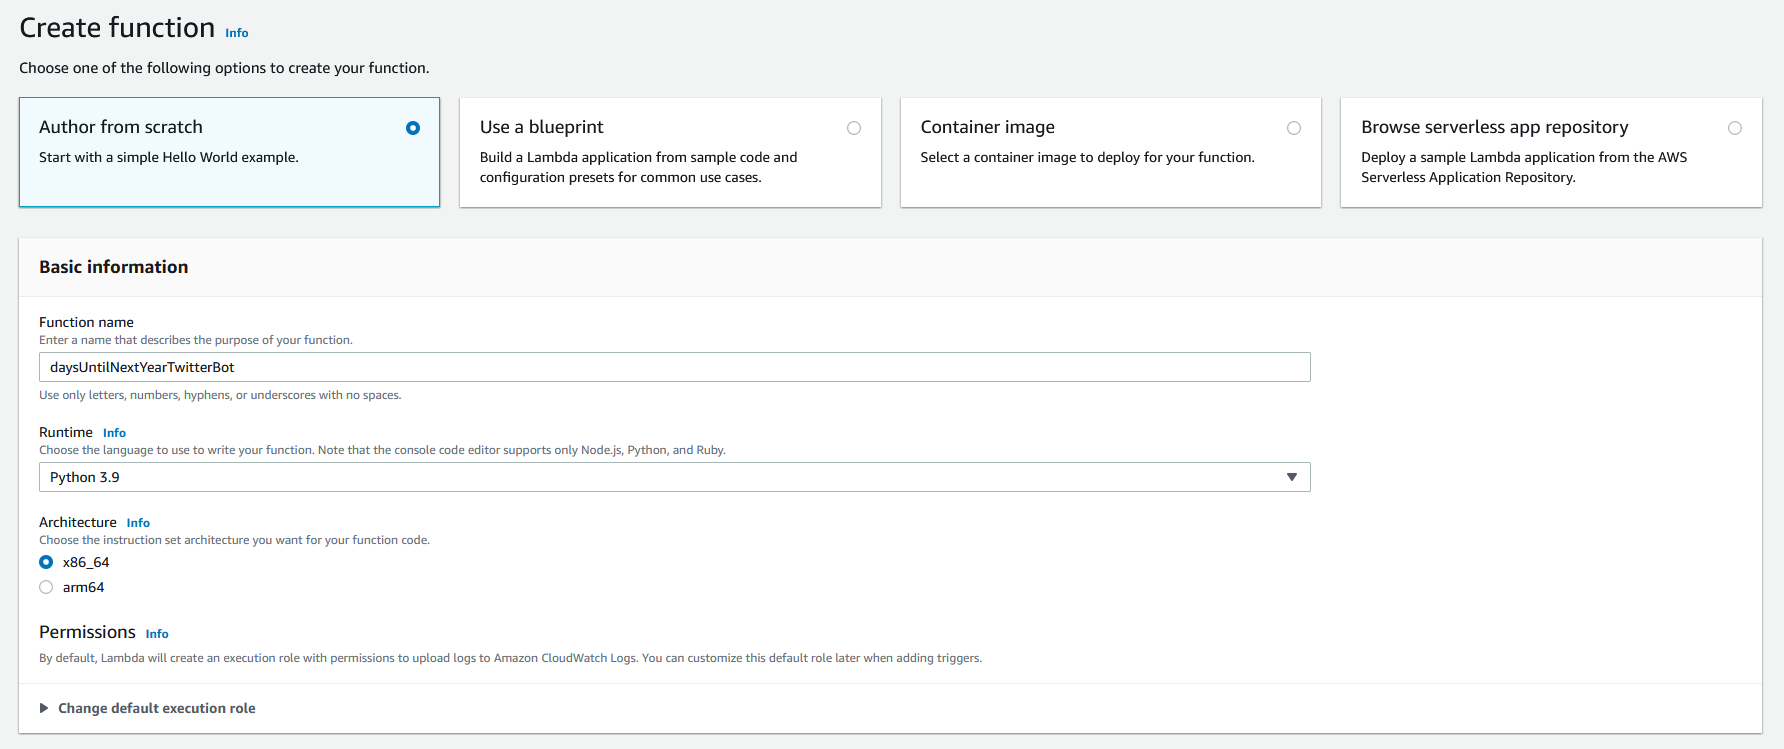 Create function Info
Choose one of the following options to create your function.
Author from scratch
Start with a simple Hello World example.
Use a blueprint
Build a Lambda application from sample code and
configuration presets for common use cases.
Container image
Select a container image to deploy for your function.
Browse serverless app repository
Deploy a sample Lambda application from the AWS
Serverless Application Repository.
Basic information
Function name
Enter a name that describes the purpose of your function.
daysUntilNextYearTwitterBot
Use only letters, numbers, hyphens, or underscores with no spaces.
Runtime Info
Choose the language to use to write your function. Note that the console code editor supports only Node.js, Python, and Ruby.
Python 3.9
Architecture Info
Choose the instruction set architecture you want for your function code.
x86_64
arm64
Permissions Info
By default, Lambda will create an execution role with permissions to upload logs to Amazon CloudWatch Logs. You can customize this default role later when adding triggers.
Change default execution role